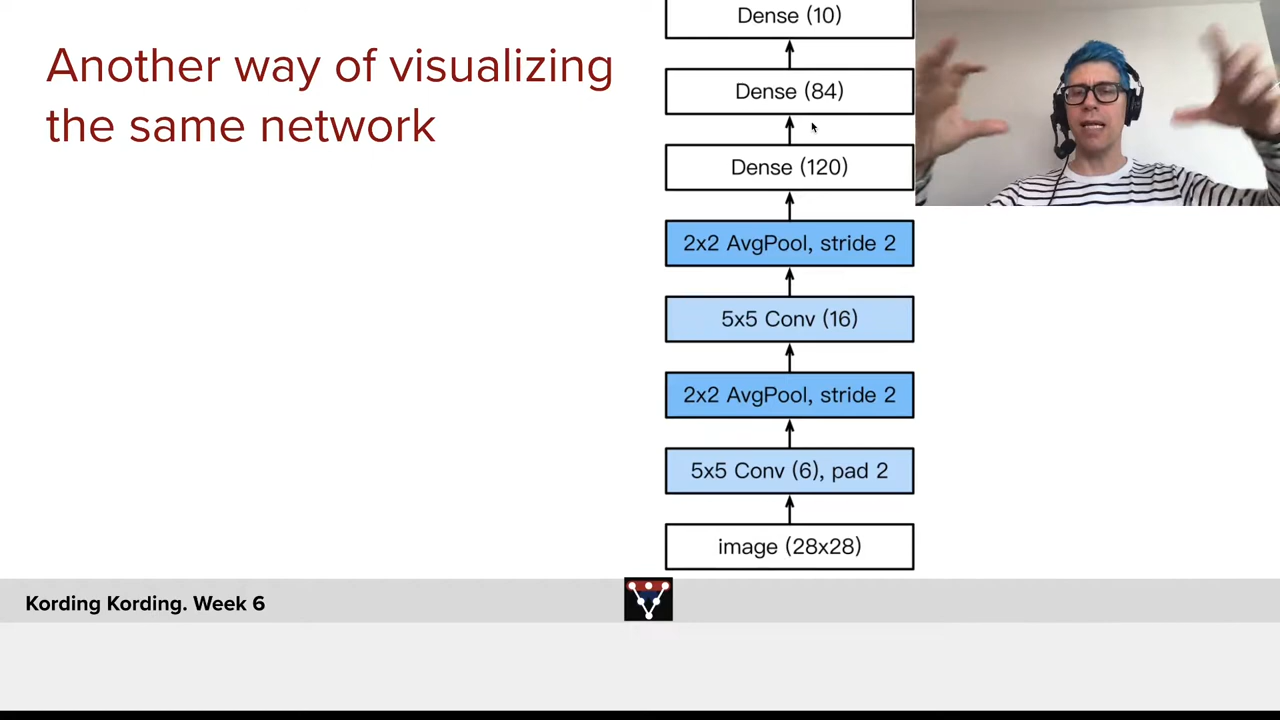 Another way of visualizing
the same network
Dense (10)
Dense (84)
Dense (120)
2x2 AvgPool, stride 2
5x5 Conv (16)
2x2 AvgPool, stride 2
5x5 Conv (6), pad 2
image (28x28)
Kording Kording. Week 6